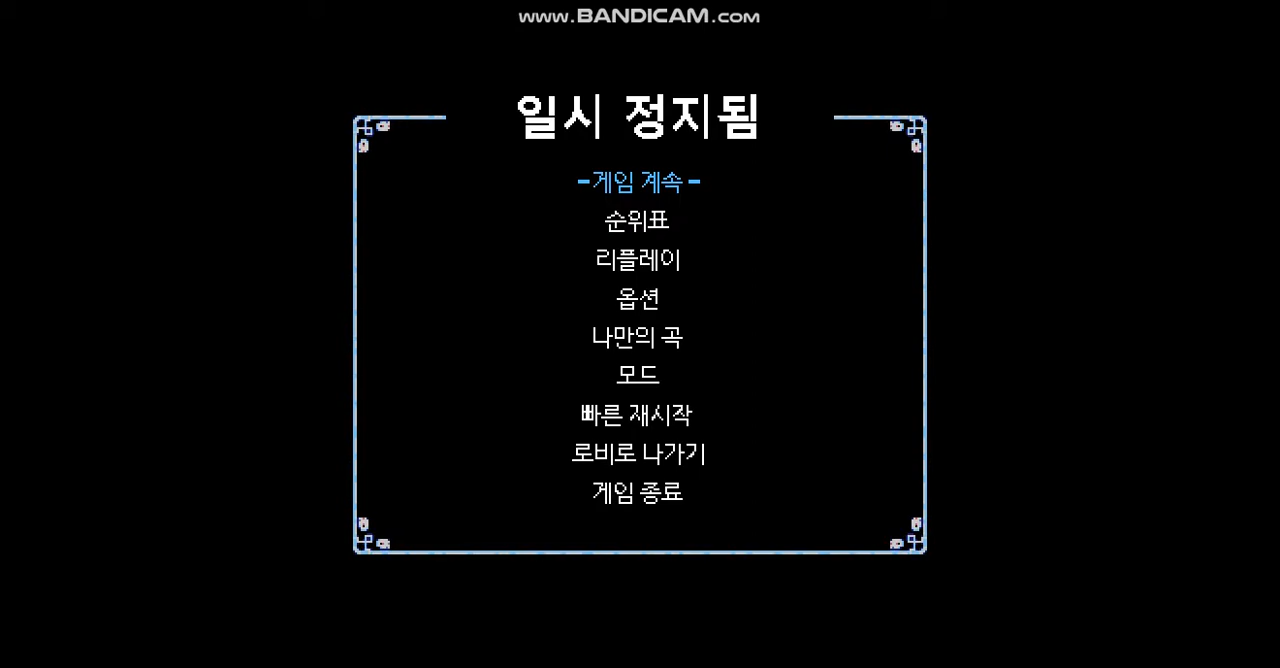 www.BANDICAM.com
일시 정지됨
-게임 계속-
순위표
리플레이
옵션
나만의 곡
모드
빠른 재시작
로비로 나가기
게임 종료